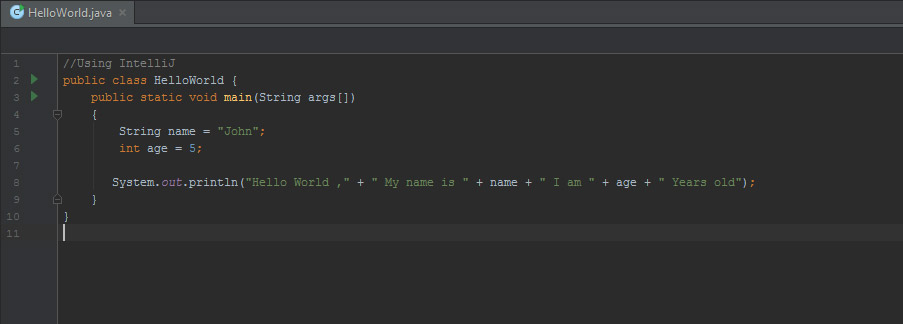 HelloWorld.java
1 //Using IntelliJ
2 public class HelloWorld {
3     public static void main(String args[])
4     {
5         String name = "John";
6         int age = 5;
7
8        System.out.println("Hello World ," + " My name is " + name + " I am " + age + " Years old");
9     }
10 }
11